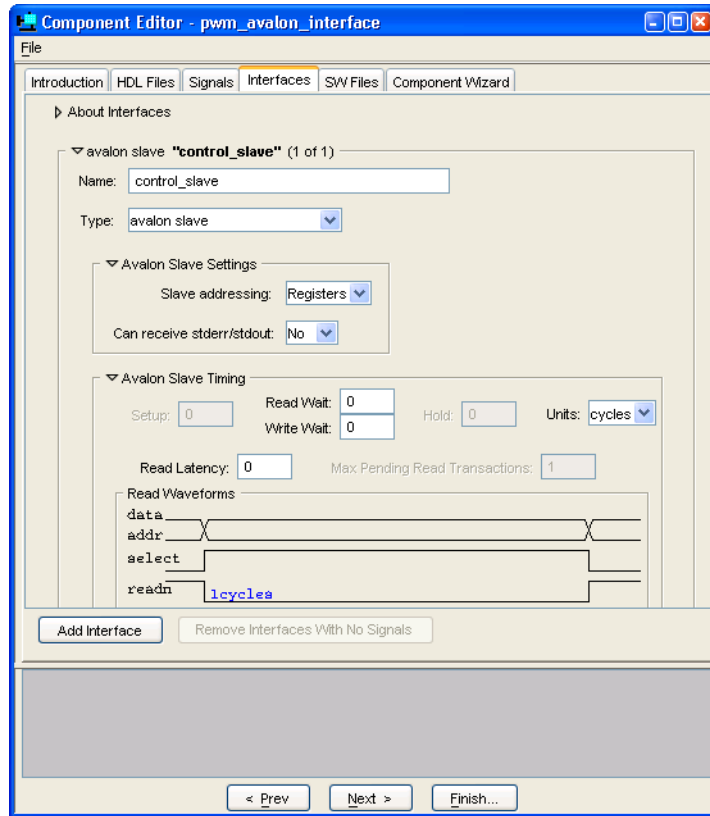 Component Editor - pwm_avalon_interface
File
Introduction HDL Files Signals Interfaces SW Files Component Wizard
About Interfaces
avalon slave "control_slave" (1 of 1)
Name: control_slave
Type: avalon slave
Avalon Slave Settings
Slave addressing: Registers
Can receive stderr/stdout: No
Avalon Slave Timing
Setup: 0 Read Wait: 0 Hold: 0 Units: cycles
Write Wait: 0
Read Latency: 0 Max Pending Read Transactions: 1
Read Waveforms
data
addr
select
readn 1cycles
Add Interface Remove Interfaces With No Signals
< Prev Next > Finish...